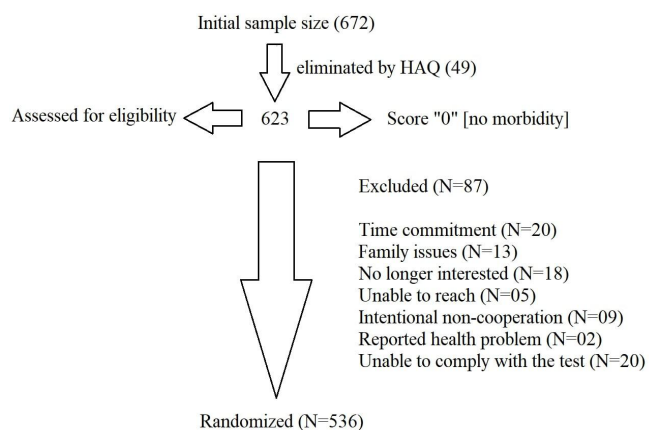 Initial sample size (672)
eliminated by HAQ (49)
Assessed for eligibility
623
Score "0" [no morbidity]
Excluded (N=87)
Time commitment (N=20)
Family issues (N=13)
No longer interested (N=18)
Unable to reach (N=05)
Intentional non-cooperation (N=09)
Reported health problem (N=02)
Unable to comply with the test (N=20)
Randomized (N=536)